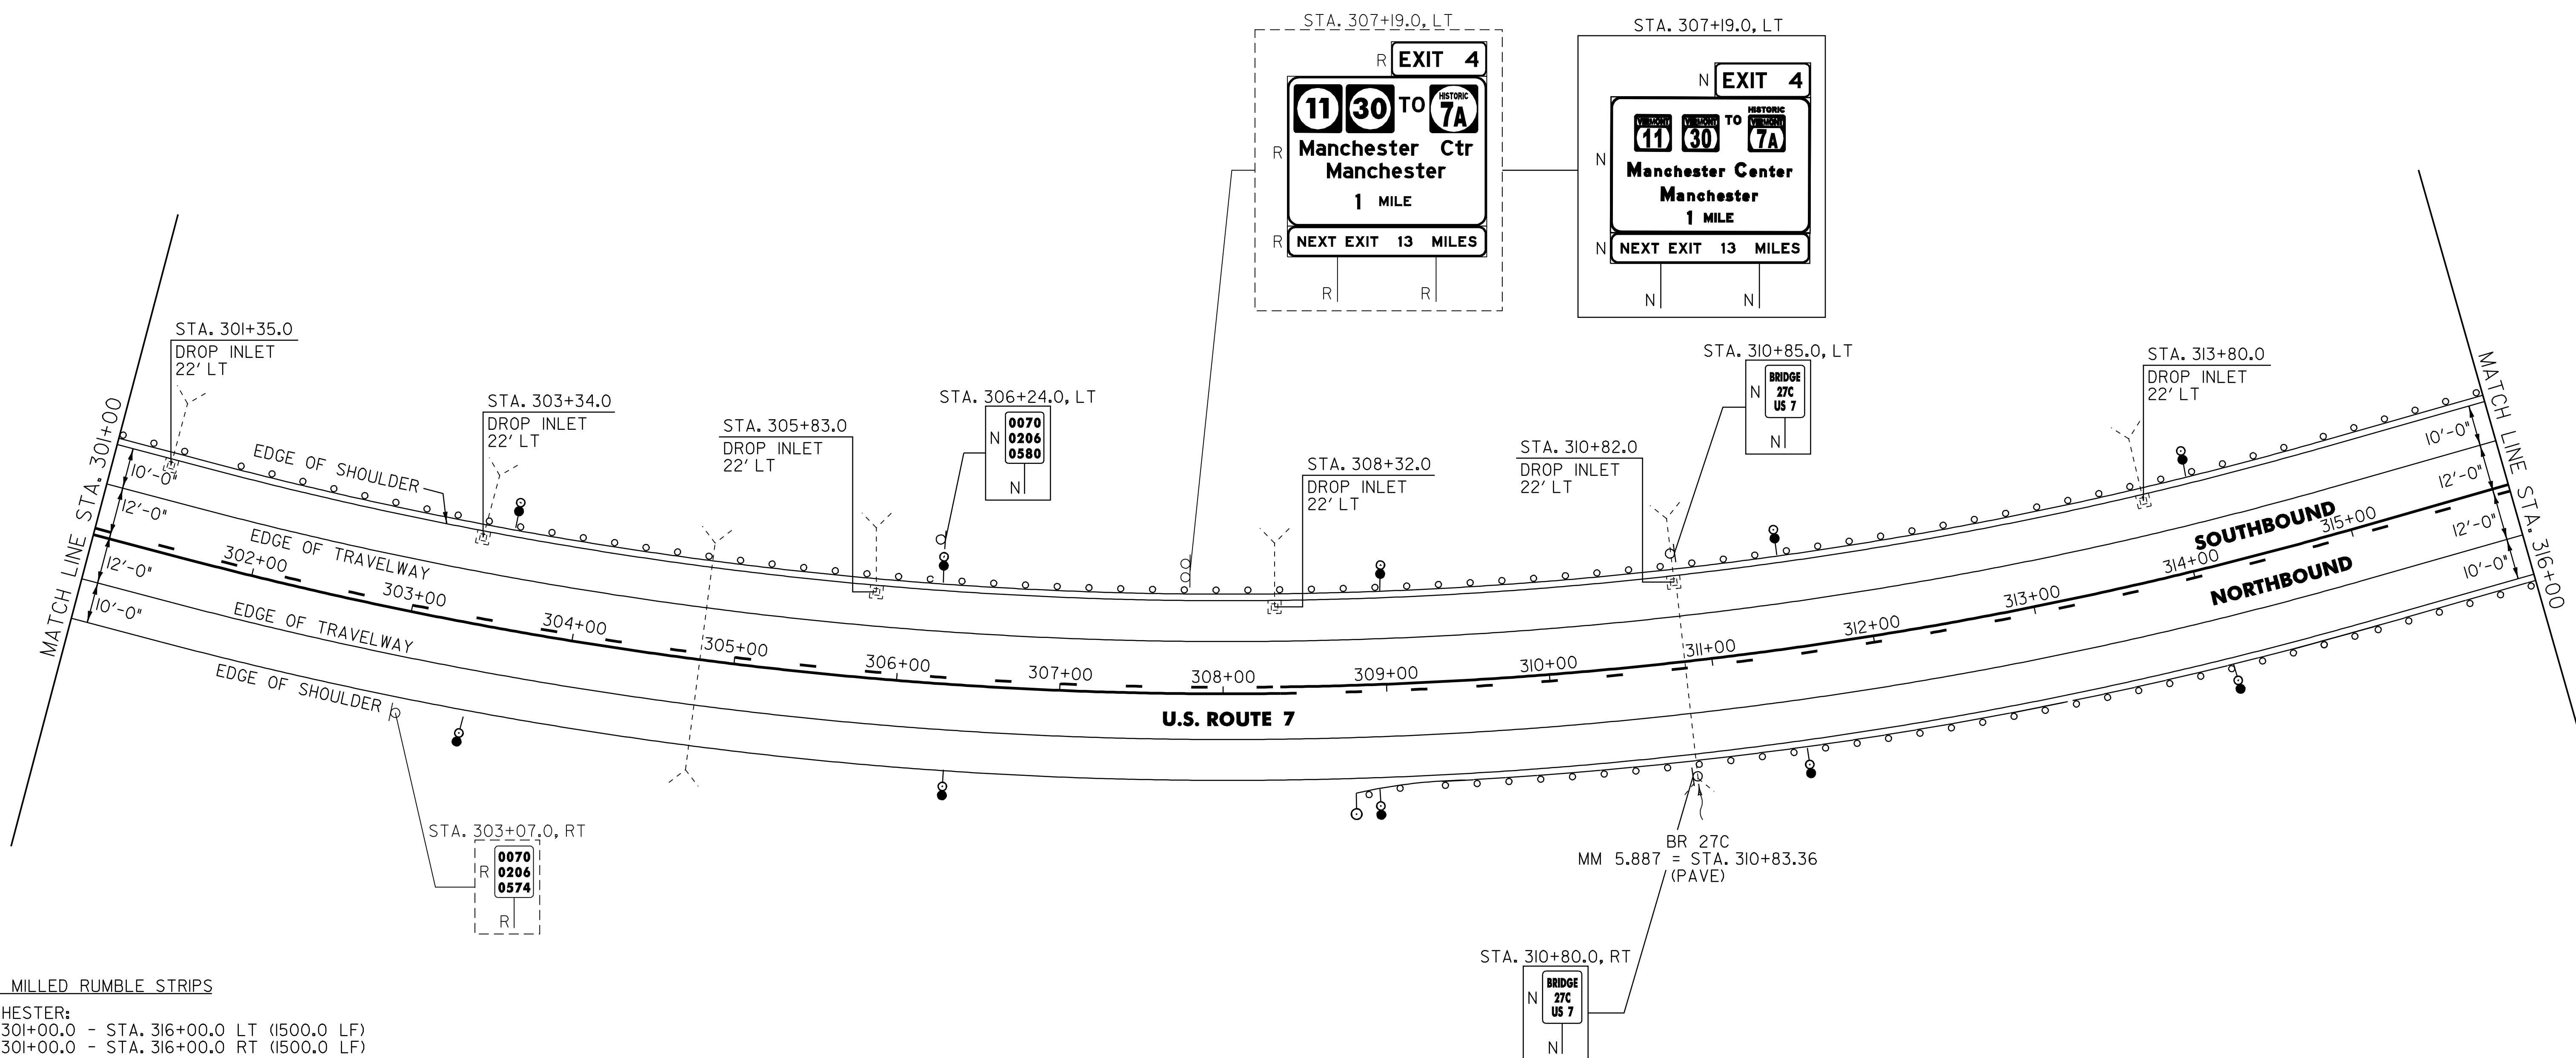 STA. 307+19.0, LT
R EXIT 4
11 30 TO HISTORIC 7A
R Manchester Ctr
Manchester
1 MILE
R NEXT EXIT 13 MILES
R R
STA. 307+19.0, LT
N EXIT 4
HISTORIC
VERMONT 11 VERMONT 30 TO VERMONT 7A
N Manchester Center
Manchester
1 MILE
N NEXT EXIT 13 MILES
N N
STA. 301+35.0
DROP INLET
22' LT
STA. 303+34.0
DROP INLET
22' LT
STA. 305+83.0
DROP INLET
22' LT
STA. 306+24.0, LT
0070
N 0206
0580
N
STA. 308+32.0
DROP INLET
22' LT
STA. 310+82.0
DROP INLET
22' LT
STA. 310+85.0, LT
BRIDGE
N 27C
US 7
N
STA. 313+80.0
DROP INLET
22' LT
MATCH LINE STA. 301+00
10'-0"
12'-0"
12'-0"
10'-0"
EDGE OF SHOULDER
EDGE OF TRAVELWAY
EDGE OF TRAVELWAY
EDGE OF SHOULDER
302+00
303+00
304+00
305+00
306+00
307+00
308+00
309+00
310+00
311+00
312+00
313+00
314+00
315+00
SOUTHBOUND
NORTHBOUND
U.S. ROUTE 7
10'-0"
12'-0"
12'-0"
10'-0"
MATCH LINE STA. 316+00
STA. 303+07.0, RT
0070
R 0206
0574
R
BR 27C
MM 5.887 = STA. 310+83.36
(PAVE)
STA. 310+80.0, RT
BRIDGE
N 27C
US 7
N
MILLED RUMBLE STRIPS
HESTER:
301+00.0 - STA. 316+00.0 LT (1500.0 LF)
301+00.0 - STA. 316+00.0 RT (1500.0 LF)